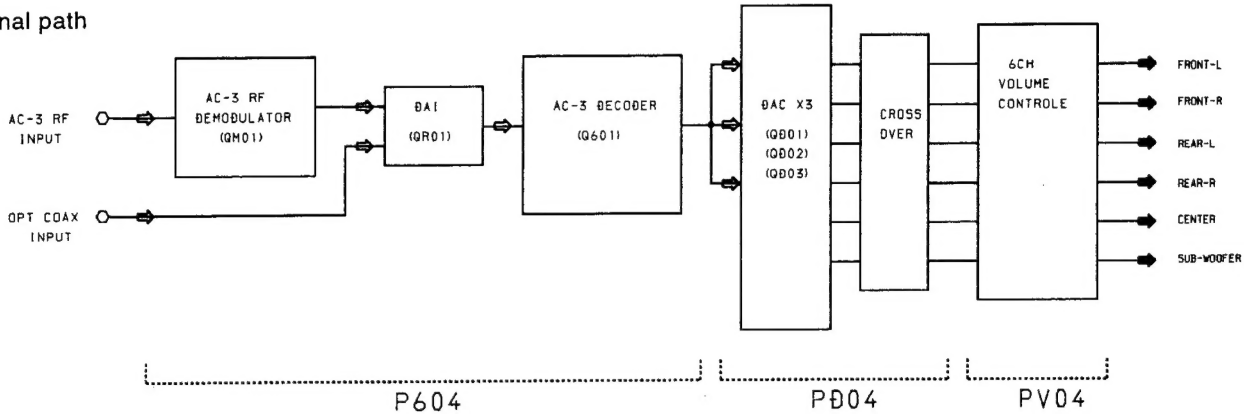 nal path
AC-3 RF
INPUT
OPT COAX
INPUT
AC-3 RF
DEMODULATOR
(QM01)
DAI
(QR01)
AC-3 DECODER
(Q601)
DAC X3
(QD01)
(QD02)
(QD03)
CROSS
OVER
6CH
VOLUME
CONTROLE
FRONT-L
FRONT-R
REAR-L
REAR-R
CENTER
SUB-WOOFER
P604
PD04
PV04